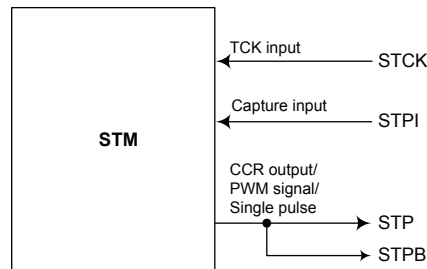 TCK input
STCK
Capture input
STPI
STM
CCR output/
PWM signal/
Single pulse
STP
STPB